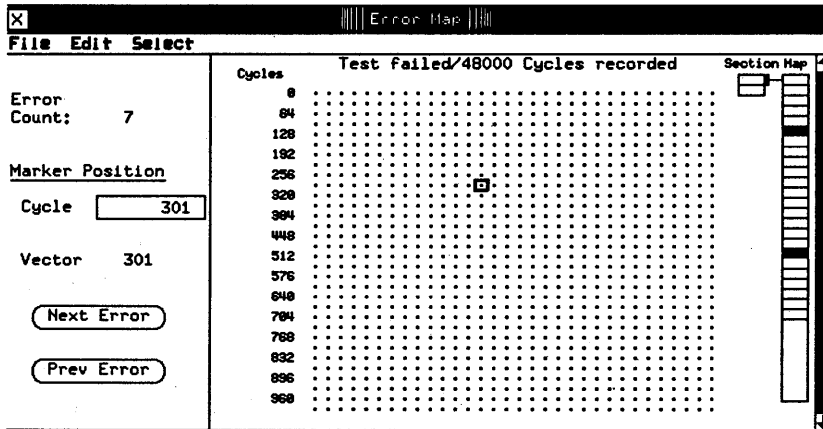 Error Map
File Edit Select
Error
Count: 7
Marker Position
Cycle 301
Vector 301
Next Error
Prev Error
Test failed/48000 Cycles recorded
Cycles
0
64
128
192
256
320
384
448
512
576
640
704
768
832
896
960
Section Map